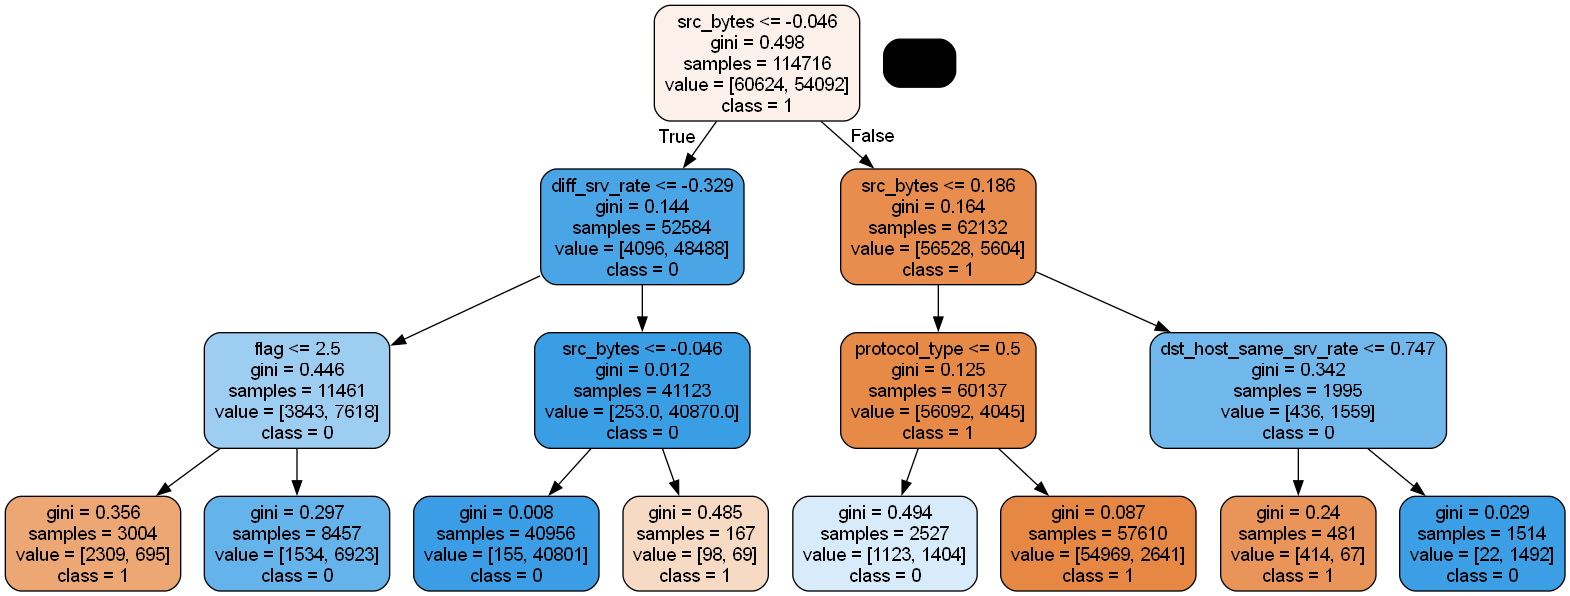 src_bytes <= -0.046
gini = 0.498
samples = 114716
value = [60624, 54092]
class = 1
True
False
diff_srv_rate <= -0.329
gini = 0.144
samples = 52584
value = [4096, 48488]
class = 0
src_bytes <= 0.186
gini = 0.164
samples = 62132
value = [56528, 5604]
class = 1
flag <= 2.5
gini = 0.446
samples = 11461
value = [3843, 7618]
class = 0
src_bytes <= -0.046
gini = 0.012
samples = 41123
value = [253.0, 40870.0]
class = 0
protocol_type <= 0.5
gini = 0.125
samples = 60137
value = [56092, 4045]
class = 1
dst_host_same_srv_rate <= 0.747
gini = 0.342
samples = 1995
value = [436, 1559]
class = 0
gini = 0.356
samples = 3004
value = [2309, 695]
class = 1
gini = 0.297
samples = 8457
value = [1534, 6923]
class = 0
gini = 0.008
samples = 40956
value = [155, 40801]
class = 0
gini = 0.485
samples = 167
value = [98, 69]
class = 1
gini = 0.494
samples = 2527
value = [1123, 1404]
class = 0
gini = 0.087
samples = 57610
value = [54969, 2641]
class = 1
gini = 0.24
samples = 481
value = [414, 67]
class = 1
gini = 0.029
samples = 1514
value = [22, 1492]
class = 0